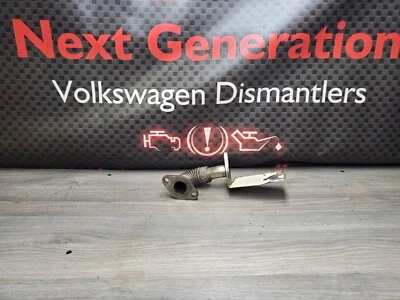 Next Generation
Volkswagen Dismantlers